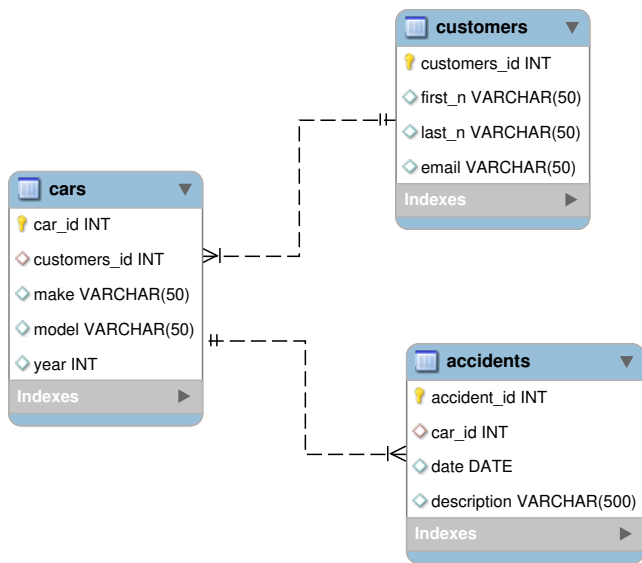 customers
customers_id INT
first_n VARCHAR(50)
last_n VARCHAR(50)
email VARCHAR(50)
Indexes
cars
car_id INT
customers_id INT
make VARCHAR(50)
model VARCHAR(50)
year INT
Indexes
accidents
accident_id INT
car_id INT
date DATE
description VARCHAR(500)
Indexes